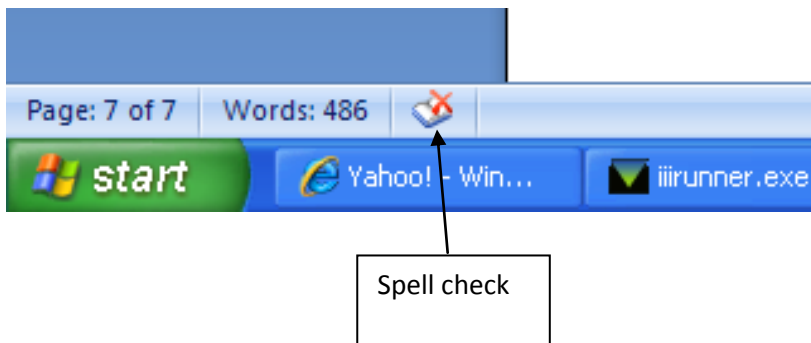 Page: 7 of 7 Words: 486
start Yahoo! - Win... iiirunner.exe
Spell check